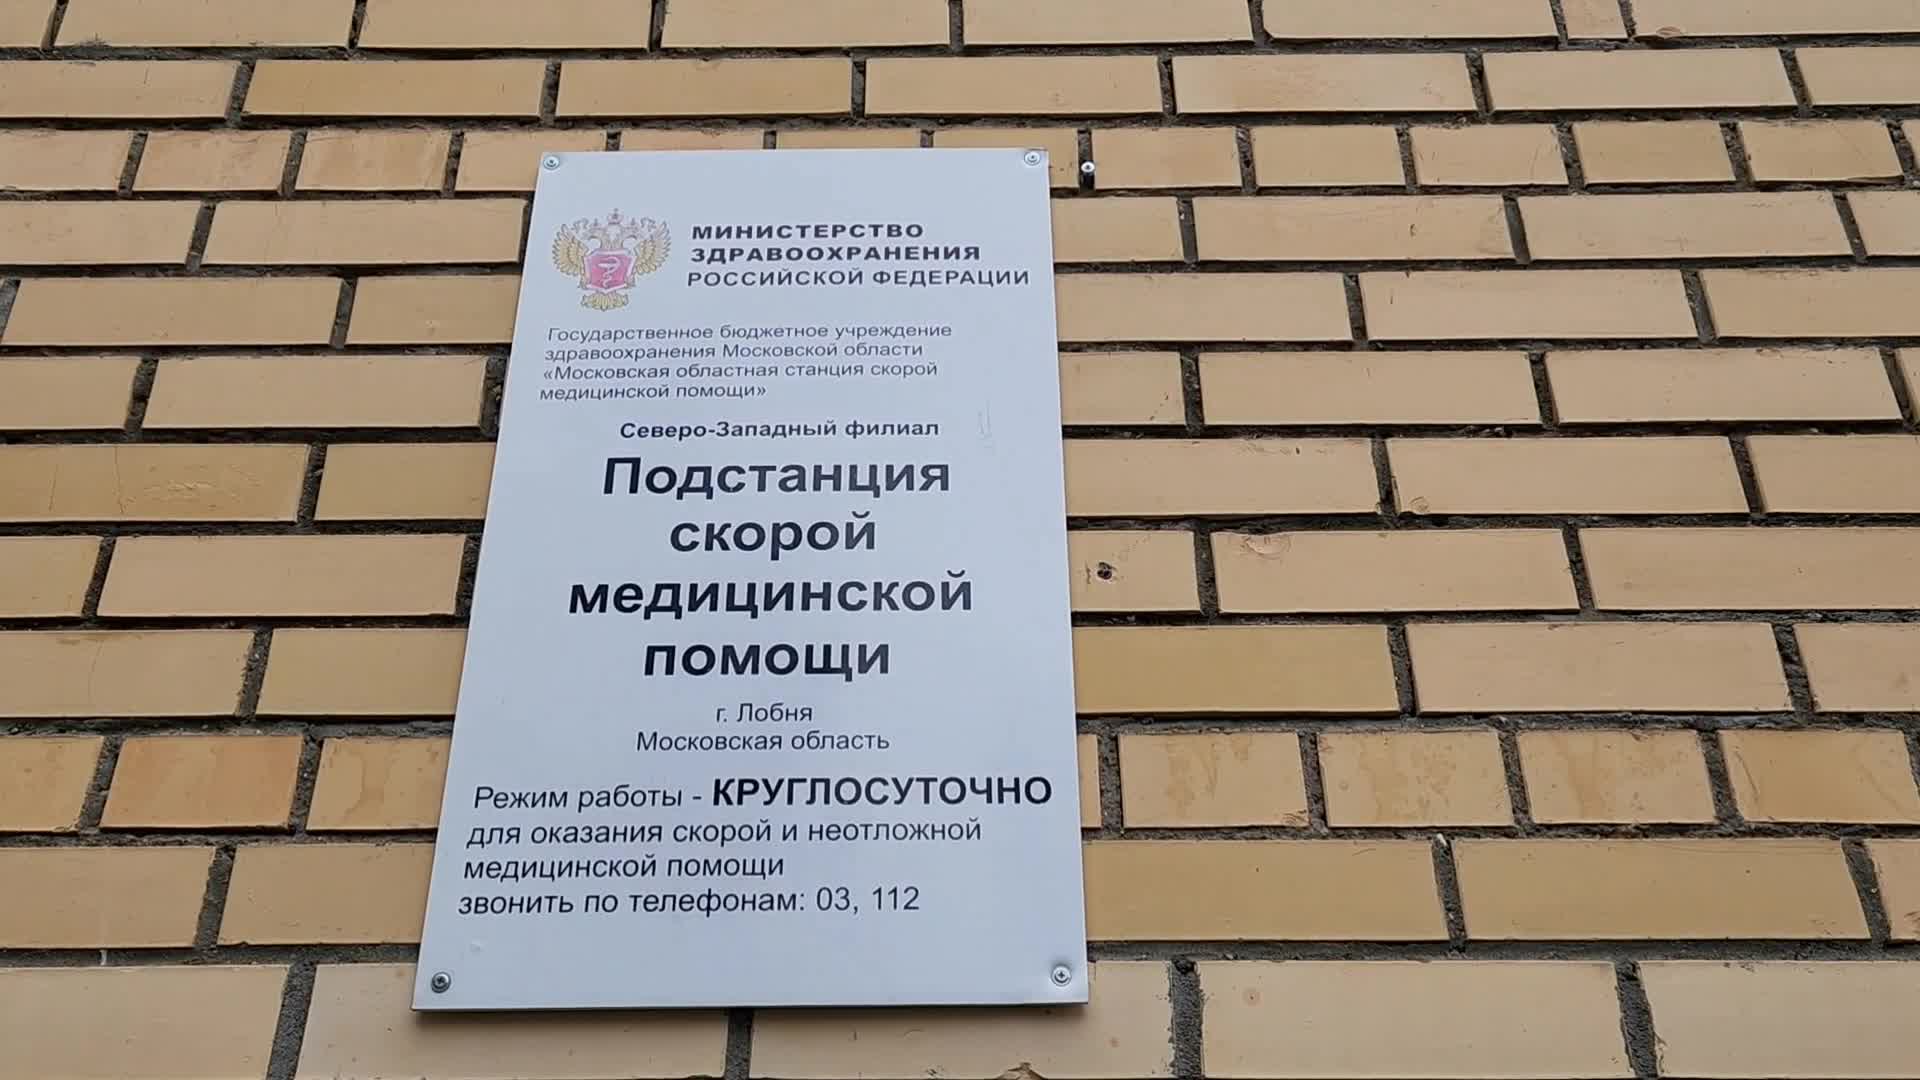 МИНИСТЕРСТВО
ЗДРАВООХРАНЕНИЯ
РОССИЙСКОЙ ФЕДЕРАЦИИ
Государственное бюджетное учреждение
здравоохранения Московской области
«Московская областная станция скорой
медицинской помощи»
Северо-Западный филиал
Подстанция
скорой
медицинской
помощи
г. Лобня
Московская область
Режим работы - КРУГЛОСУТОЧНО
для оказания скорой и неотложной
медицинской помощи
звонить по телефонам: 03, 112